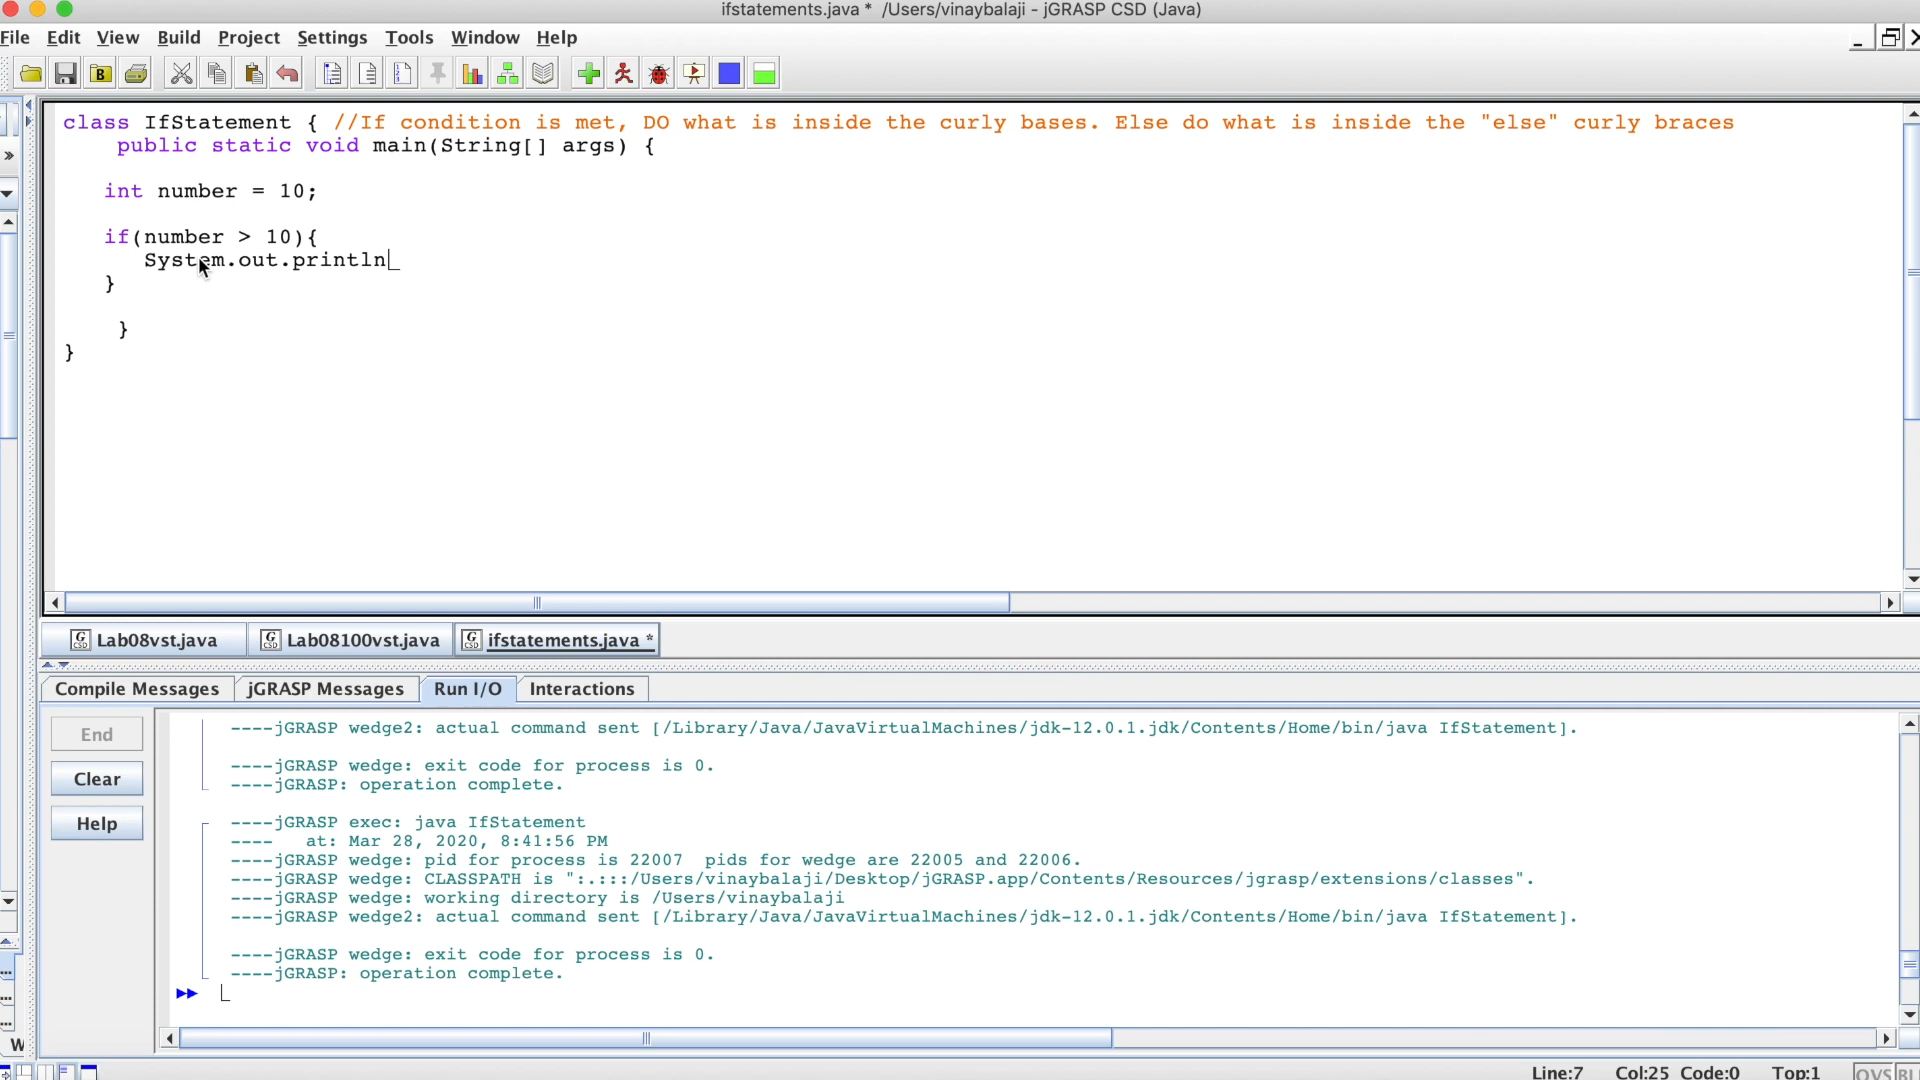 ifstatements.java * /Users/vinaybalaji - jGRASP CSD (Java)
File Edit View Build Project Settings Tools Window Help
class IfStatement { //If condition is met, DO what is inside the curly bases. Else do what is inside the "else" curly braces
public static void main(String[] args) {
int number = 10;
if(number > 10){
System.out.println
}
}
}
Lab08vst.java Lab08100vst.java ifstatements.java *
Compile Messages jGRASP Messages Run I/O Interactions
End
Clear
Help
----jGRASP wedge2: actual command sent [/Library/Java/JavaVirtualMachines/jdk-12.0.1.jdk/Contents/Home/bin/java IfStatement].
----jGRASP wedge: exit code for process is 0.
----jGRASP: operation complete.
----jGRASP exec: java IfStatement
---- at: Mar 28, 2020, 8:41:56 PM
----jGRASP wedge: pid for process is 22007 pids for wedge are 22005 and 22006.
----jGRASP wedge: CLASSPATH is ":.:::/Users/vinaybalaji/Desktop/jGRASP.app/Contents/Resources/jgrasp/extensions/classes".
----jGRASP wedge: working directory is /Users/vinaybalaji
----jGRASP wedge2: actual command sent [/Library/Java/JavaVirtualMachines/jdk-12.0.1.jdk/Contents/Home/bin/java IfStatement].
----jGRASP wedge: exit code for process is 0.
----jGRASP: operation complete.
Line:7 Col:25 Code:0 Top:1 OVS